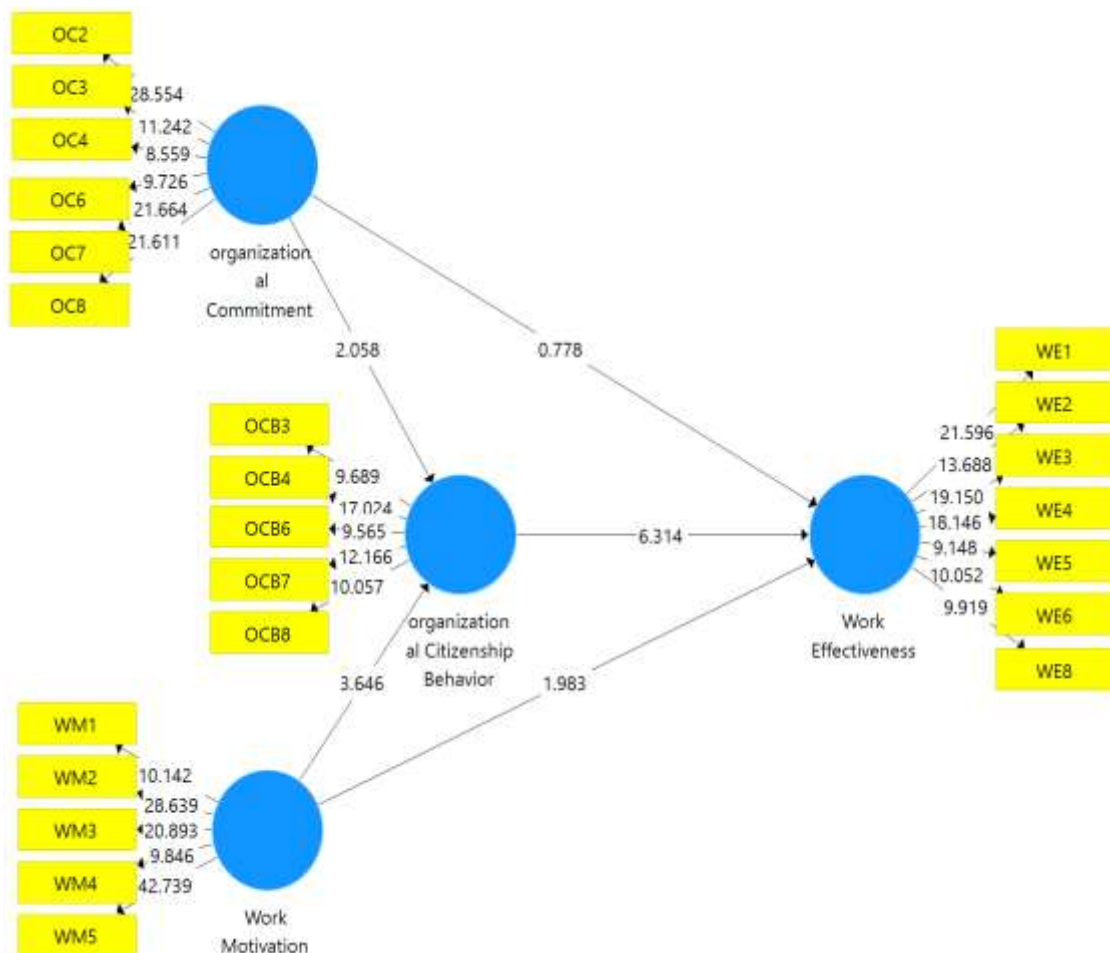 OC2
OC3
OC4
OC6
OC7
OC8
28.554
11.242
8.559
9.726
21.664
21.611
organization
al
Commitment
2.058
0.778
OCB3
OCB4
OCB6
OCB7
OCB8
9.689
17.024
9.565
12.166
10.057
organization
al Citizenship
Behavior
6.314
3.646
1.983
WE1
WE2
WE3
WE4
WE5
WE6
WE8
21.596
13.688
19.150
18.146
9.148
10.052
9.919
Work
Effectiveness
WM1
WM2
WM3
WM4
WM5
10.142
28.639
20.893
9.846
42.739
Work
Motivation